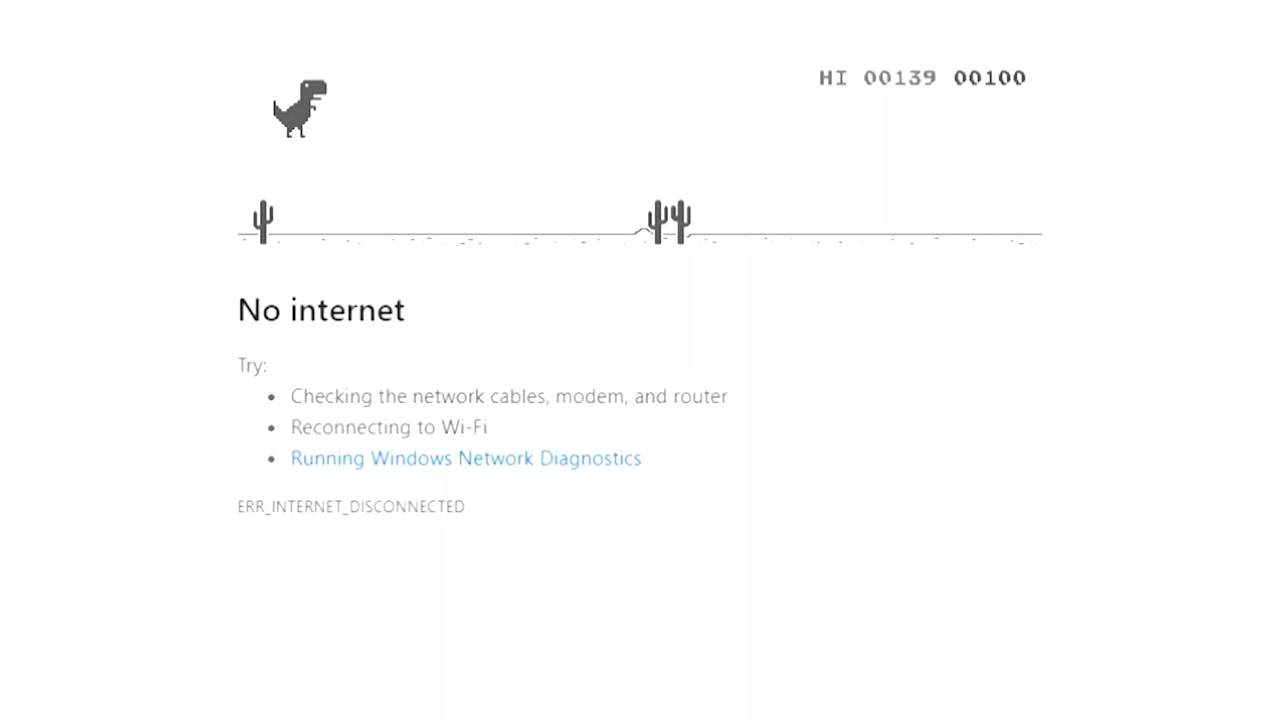 HI 00139 00100
No internet
Try:
Checking the network cables, modem, and router
Reconnecting to Wi-Fi
Running Windows Network Diagnostics
ERR_INTERNET_DISCONNECTED